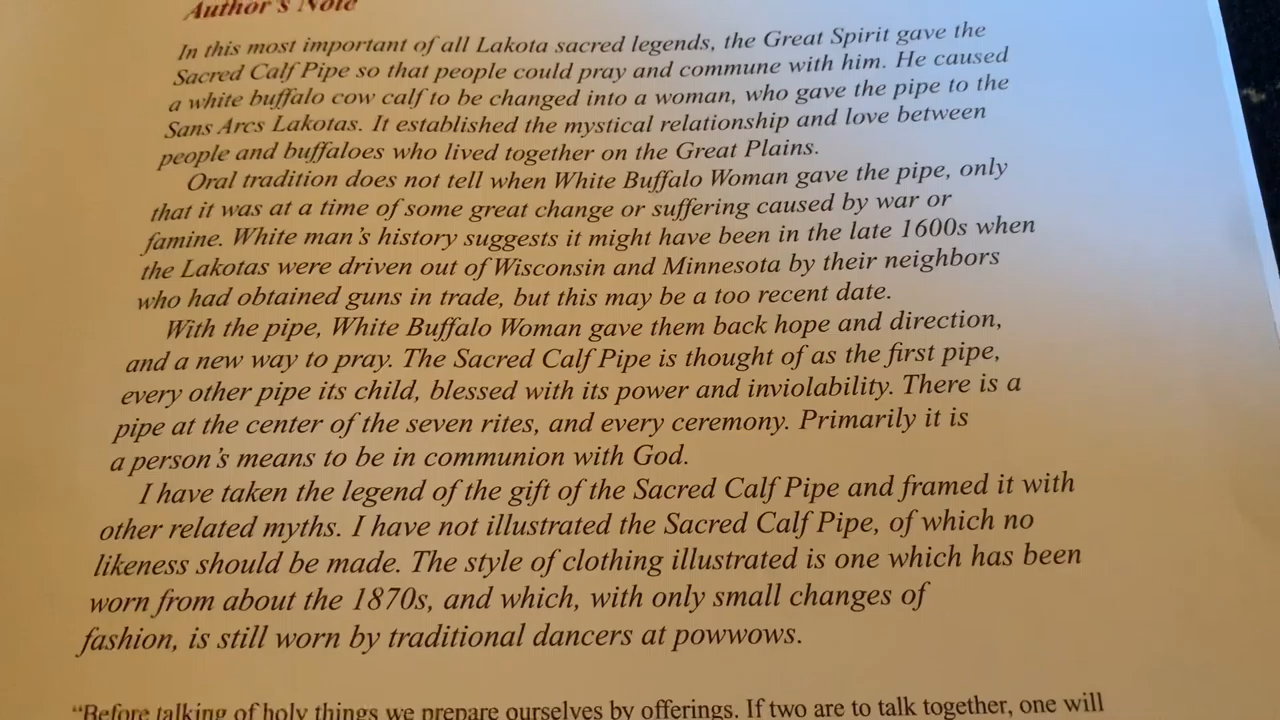 Author's Note
In this most important of all Lakota sacred legends, the Great Spirit gave the
Sacred Calf Pipe so that people could pray and commune with him. He caused
a white buffalo cow calf to be changed into a woman, who gave the pipe to the
Sans Arcs Lakotas. It established the mystical relationship and love between
people and buffaloes who lived together on the Great Plains.
Oral tradition does not tell when White Buffalo Woman gave the pipe, only
that it was at a time of some great change or suffering caused by war or
famine. White man's history suggests it might have been in the late 1600s when
the Lakotas were driven out of Wisconsin and Minnesota by their neighbors
who had obtained guns in trade, but this may be a too recent date.
With the pipe, White Buffalo Woman gave them back hope and direction,
and a new way to pray. The Sacred Calf Pipe is thought of as the first pipe,
every other pipe its child, blessed with its power and inviolability. There is a
pipe at the center of the seven rites, and every ceremony. Primarily it is
a person's means to be in communion with God.
I have taken the legend of the gift of the Sacred Calf Pipe and framed it with
other related myths. I have not illustrated the Sacred Calf Pipe, of which no
likeness should be made. The style of clothing illustrated is one which has been
worn from about the 1870s, and which, with only small changes of
fashion, is still worn by traditional dancers at powwows.
"Before talking of holy things we prepare ourselves by offerings. If two are to talk together, one will